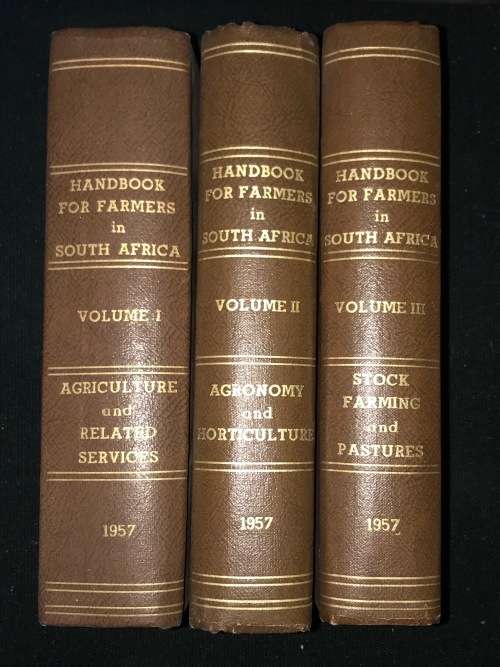 HANDBOOK
FOR FARMERS
in
SOUTH AFRICA
VOLUME I
AGRICULTURE
and
RELATED
SERVICES
1957
HANDBOOK
FOR FARMERS
in
SOUTH AFRICA
VOLUME II
AGRONOMY
and
HORTICULTURE
1957
HANDBOOK
FOR FARMERS
in
SOUTH AFRICA
VOLUME III
STOCK
FARMING
and
PASTURES
1957